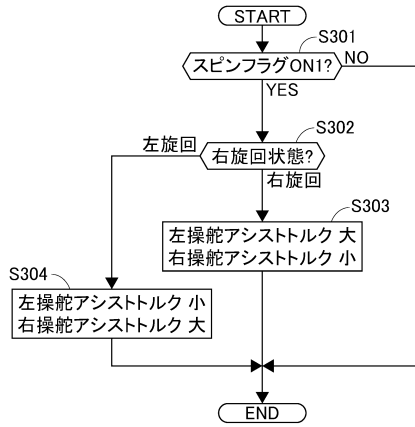 START
S301
スピンフラグON1?
NO
YES
S302
左旋回
右旋回状態?
右旋回
S303
左操舵アシストトルク 大
右操舵アシストトルク 小
S304
左操舵アシストトルク 小
右操舵アシストトルク 大
END